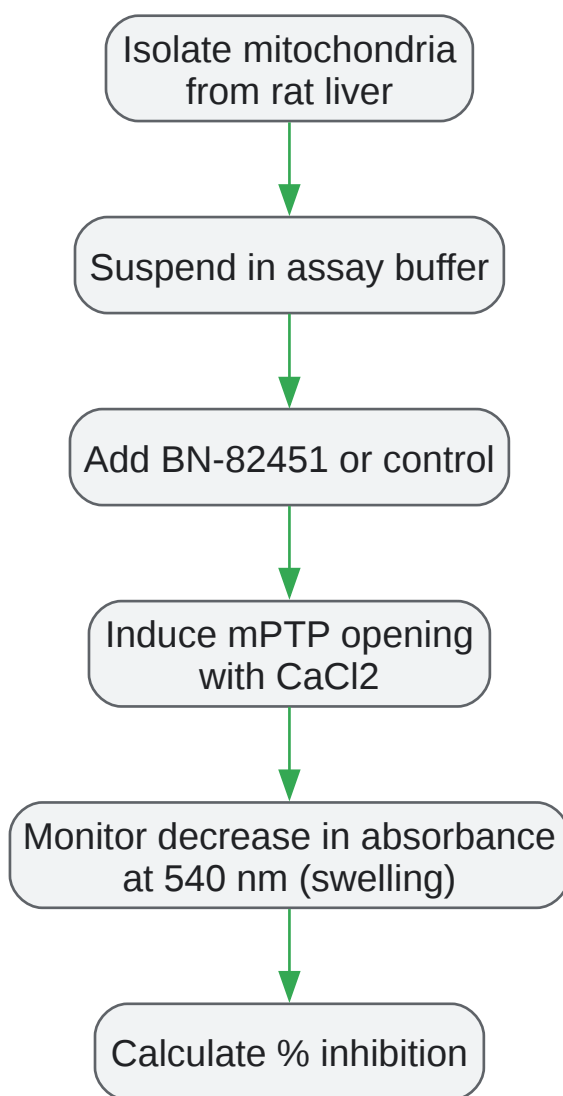 Isolate mitochondria
from rat liver
Suspend in assay buffer
Add BN-82451 or control
Induce mPTP opening
with CaCl2
Monitor decrease in absorbance
at 540 nm (swelling)
Calculate % inhibition